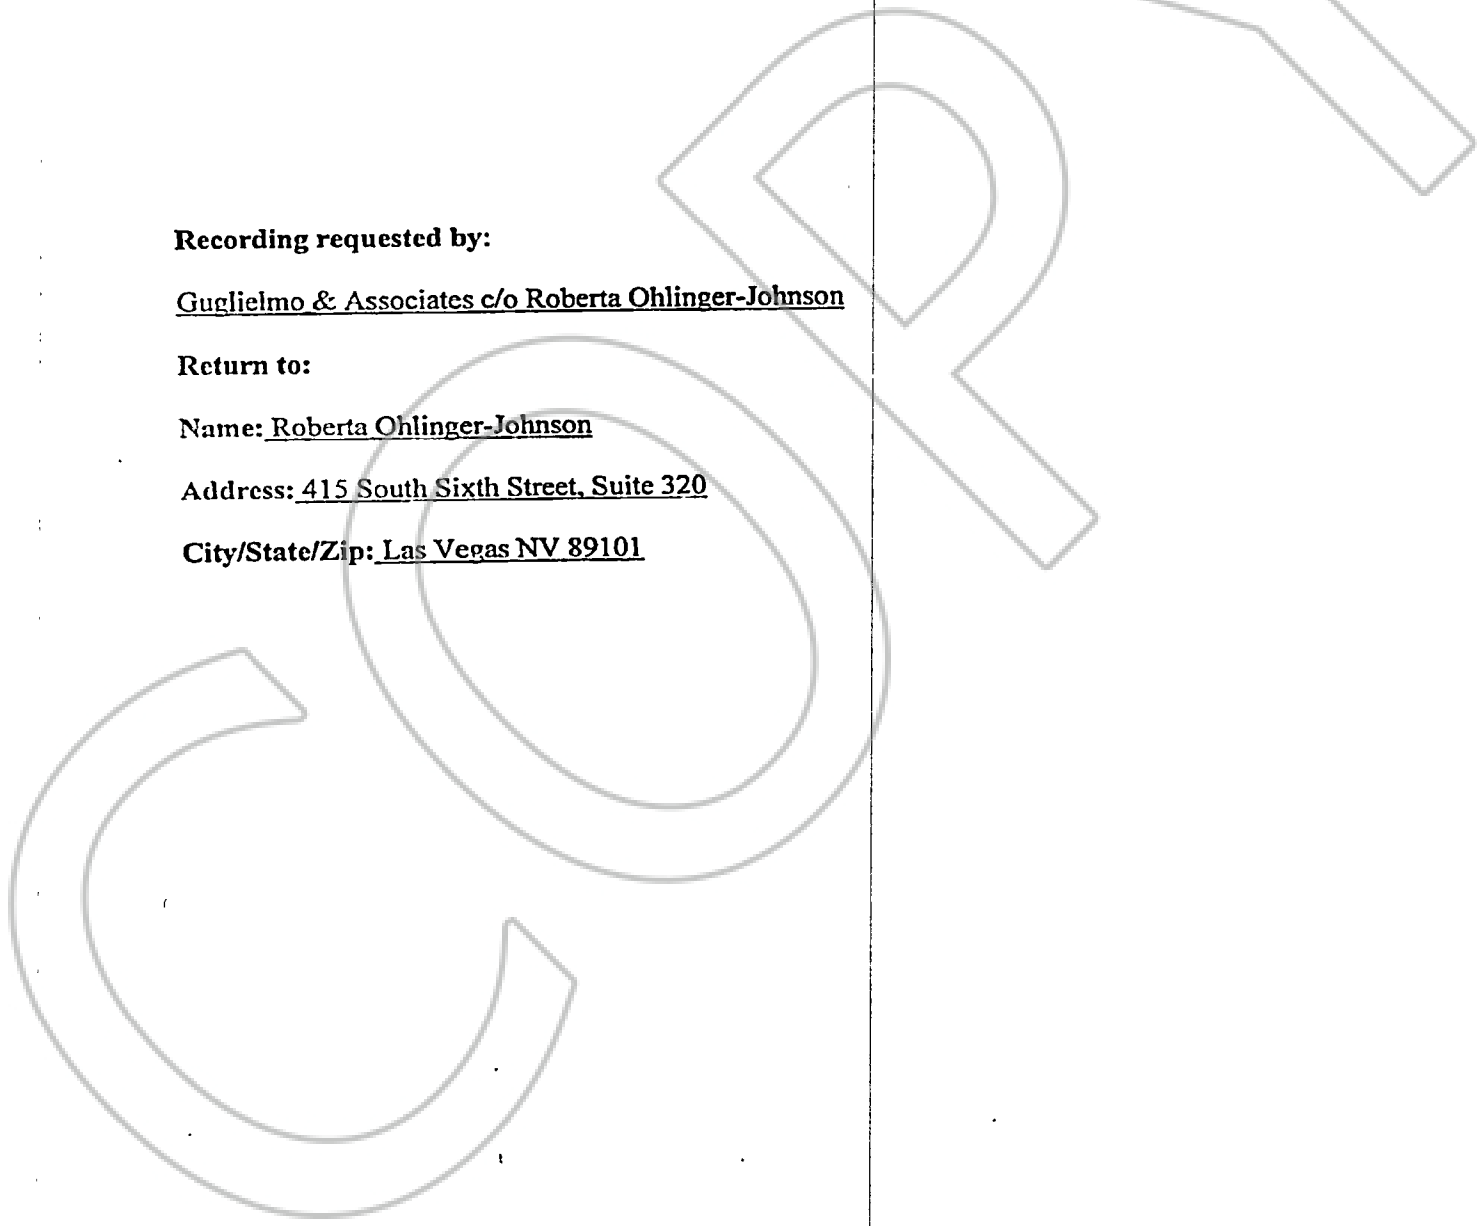 Recording requested by:
Guglielmo & Associates c/o Roberta Ohlinger-Johnson
Return to:
Name: Roberta Ohlinger-Johnson
Address: 415 South Sixth Street, Suite 320
City/State/Zip: Las Vegas NV 89101
COPY